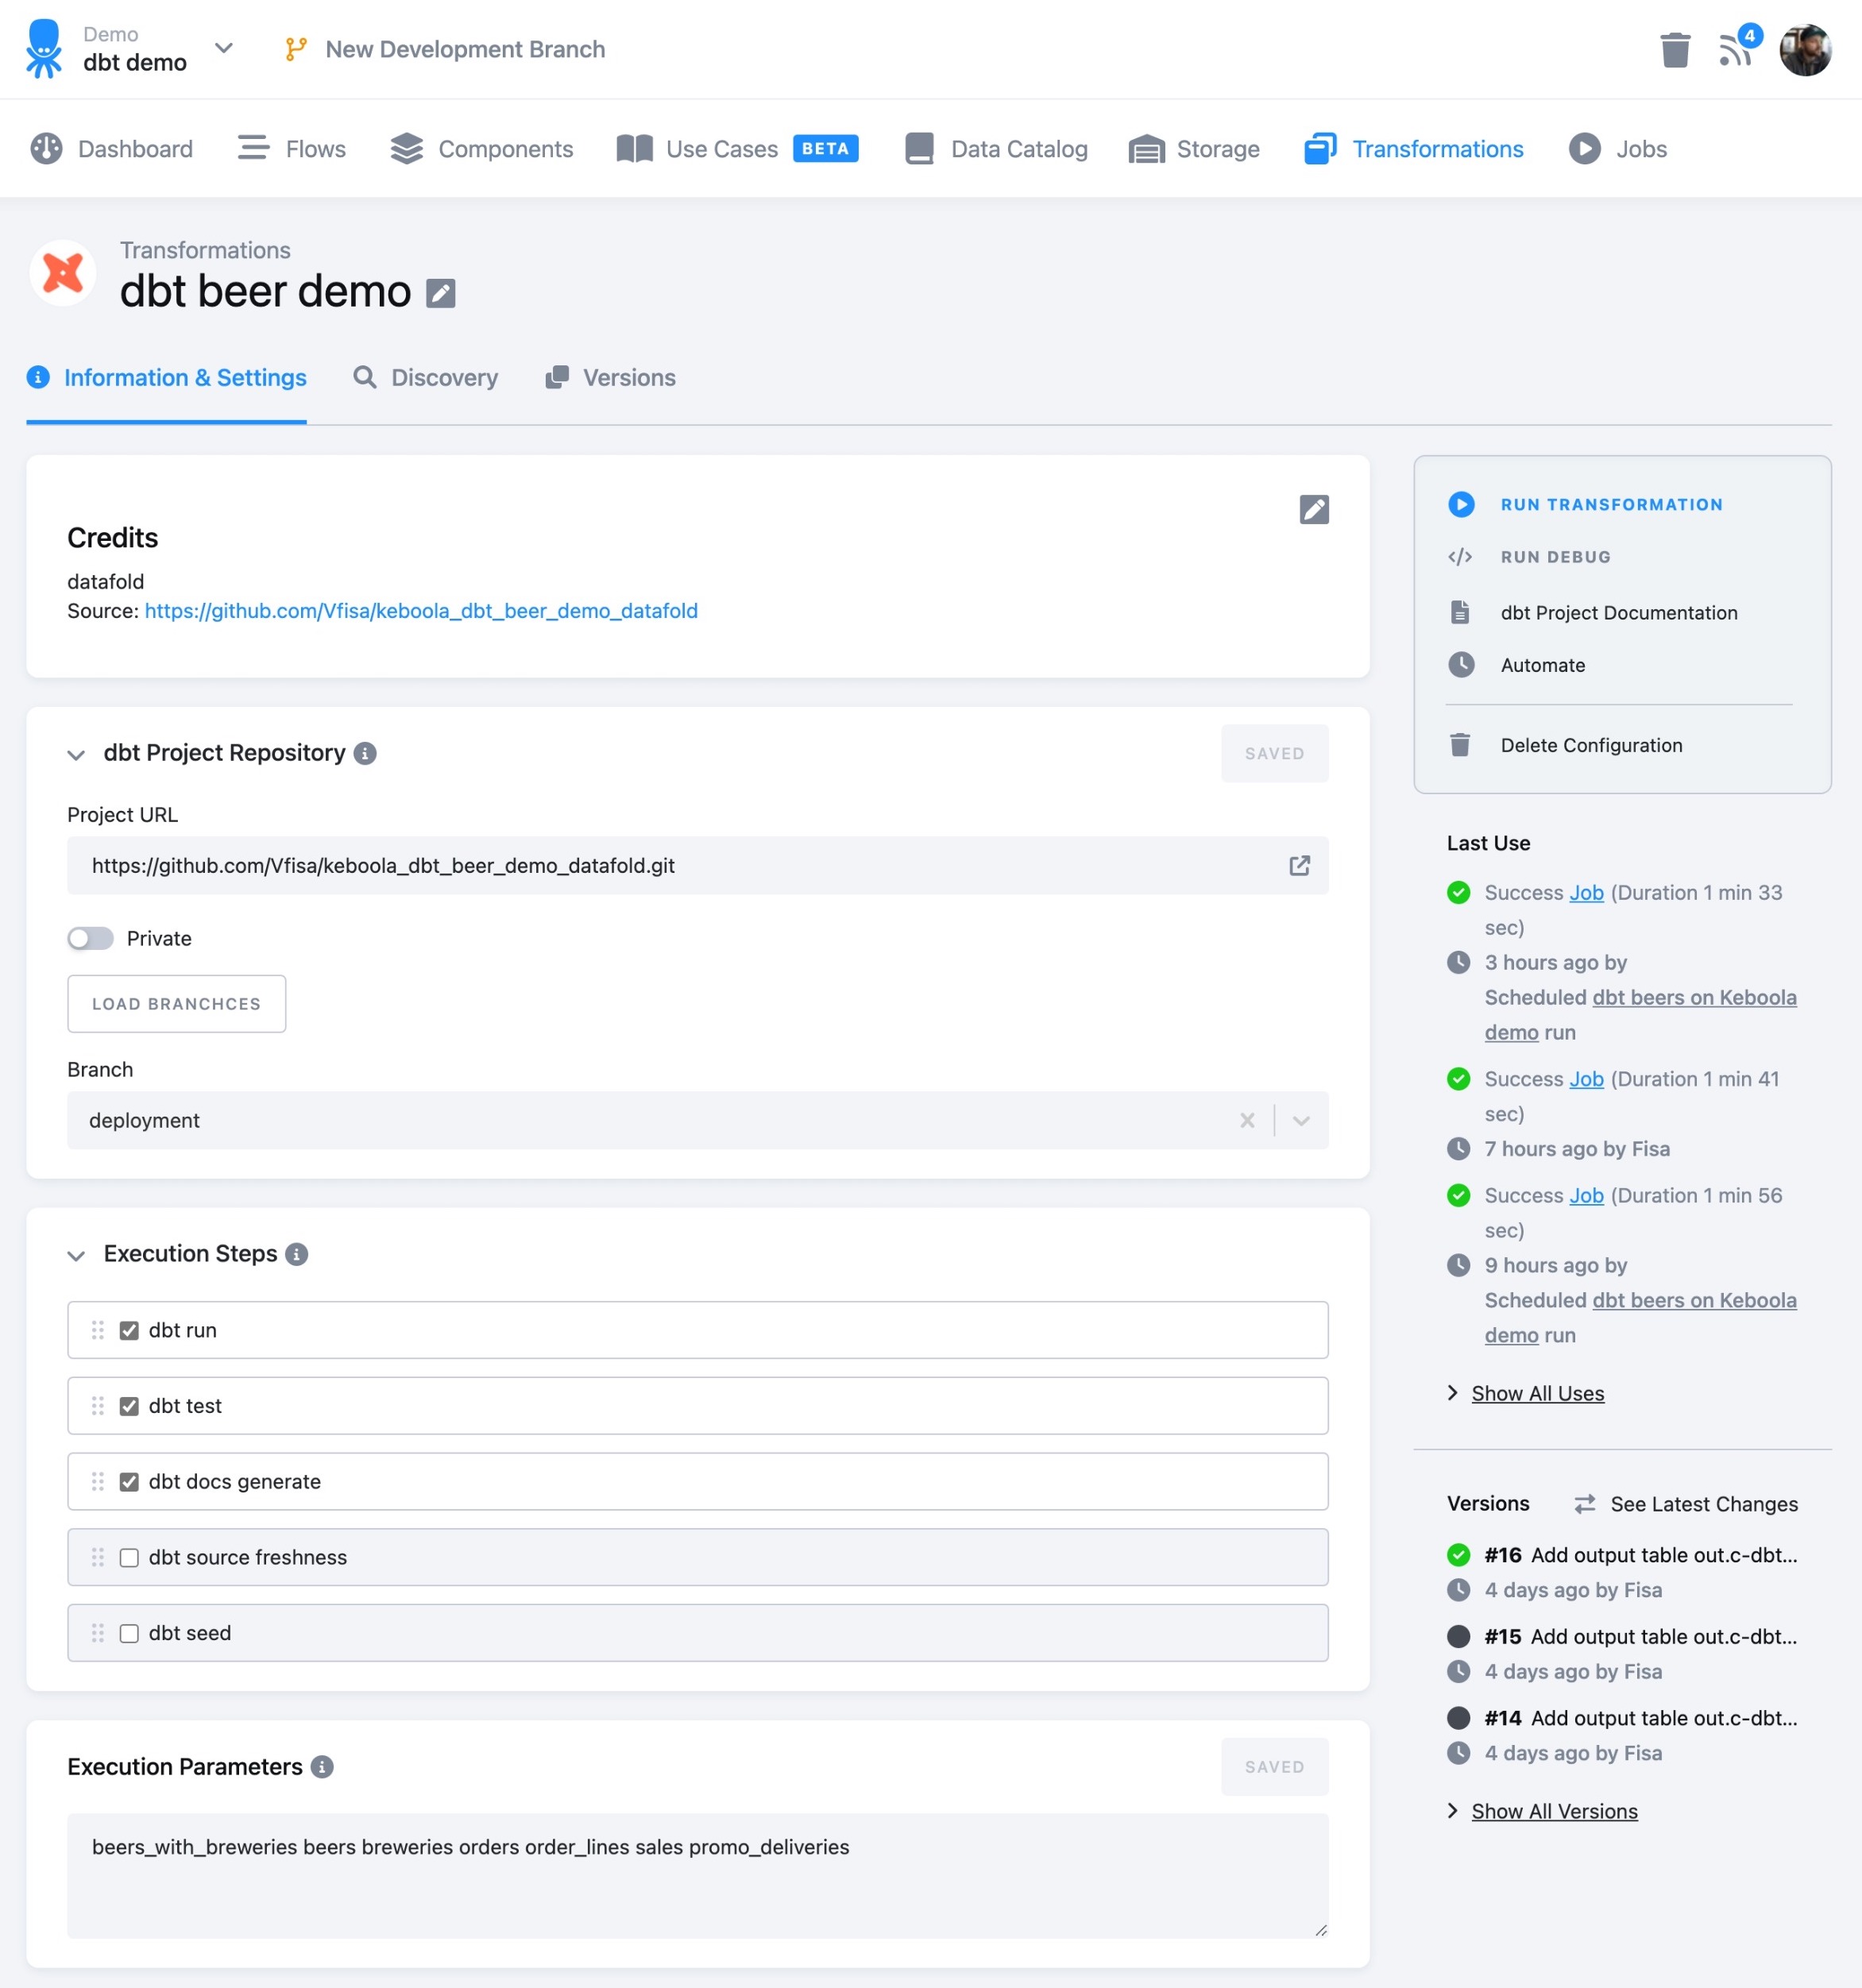 Demo
dbt demo
New Development Branch
4
Dashboard
Flows
Components
Use Cases BETA
Data Catalog
Storage
Transformations
Jobs
Transformations
dbt beer demo
Information & Settings
Discovery
Versions
Credits
datafold
Source: https://github.com/Vfisa/keboola_dbt_beer_demo_datafold
dbt Project Repository
SAVED
Project URL
https://github.com/Vfisa/keboola_dbt_beer_demo_datafold.git
Private
LOAD BRANCHCES
Branch
deployment
Execution Steps
dbt run
dbt test
dbt docs generate
dbt source freshness
dbt seed
Execution Parameters
SAVED
beers_with_breweries beers breweries orders order_lines sales promo_deliveries
RUN TRANSFORMATION
RUN DEBUG
dbt Project Documentation
Automate
Delete Configuration
Last Use
Success Job (Duration 1 min 33
sec)
3 hours ago by
Scheduled dbt beers on Keboola
demo run
Success Job (Duration 1 min 41
sec)
7 hours ago by Fisa
Success Job (Duration 1 min 56
sec)
9 hours ago by
Scheduled dbt beers on Keboola
demo run
Show All Uses
Versions
See Latest Changes
#16 Add output table out.c-dbt...
4 days ago by Fisa
#15 Add output table out.c-dbt...
4 days ago by Fisa
#14 Add output table out.c-dbt...
4 days ago by Fisa
Show All Versions